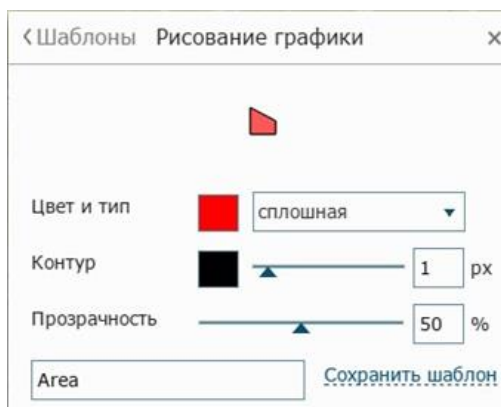 Шаблоны Рисование графики ×
Цвет и тип сплошная
Контур 1 px
Прозрачность 50 %
Area Сохранить шаблон